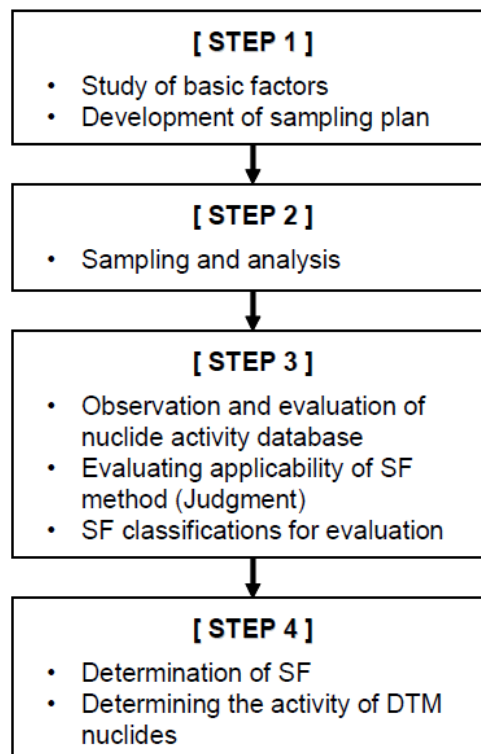 [ STEP 1 ]
• Study of basic factors
• Development of sampling plan
[ STEP 2 ]
• Sampling and analysis
[ STEP 3 ]
• Observation and evaluation of
nuclide activity database
• Evaluating applicability of SF
method (Judgment)
• SF classifications for evaluation
[ STEP 4 ]
• Determination of SF
• Determining the activity of DTM
nuclides